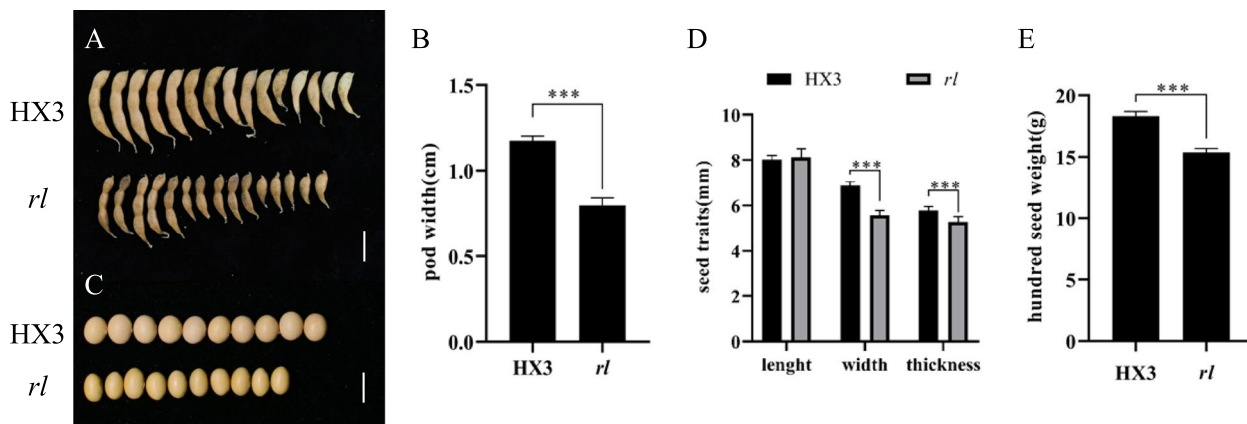 A
HX3
rl
C
HX3
rl
B
pod width(cm)
1.5
1.0
0.5
0.0
***
HX3 rl
D
HX3 rl
seed traits(mm)
10
8
6
4
2
0
***
***
lenght width thickness
E
hundred seed weight(g)
20
15
10
5
0
***
HX3 rl